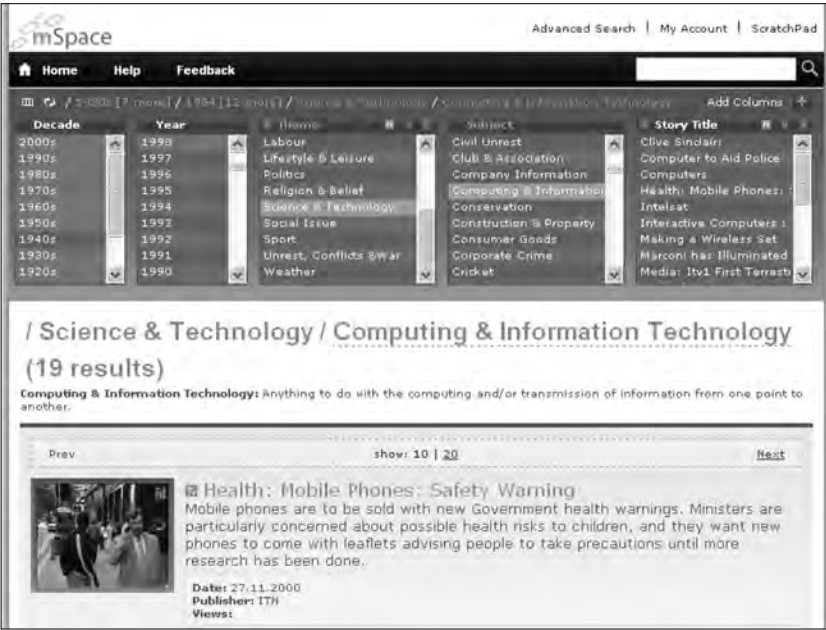 mSpace
Advanced Search | My Account | ScratchPad
Home Help Feedback
Add Columns +
Decade
2000s
1990s
1980s
1970s
1960s
1950s
1940s
1930s
1920s
Year
1998
1997
1996
1995
1994
1993
1992
1991
1990
Theme
Labour
Lifestyle & Leisure
Politics
Religion & Belief
Science & Technology
Social Issue
Sport
Unrest, Conflicts &War
Weather
Subject
Civil Unrest
Club & Association
Company Information
Computing & Information
Conservation
Construction & Property
Consumer Goods
Corporate Crime
Cricket
Story Title
Clive Sinclair:
Computer to Aid Police
Computers
Health: Mobile Phones:
Intelsat
Interactive Computers :
Making a Wireless Set
Marconi has Illuminated
Media: Itv1 First Terrestr
/ Science & Technology / Computing & Information Technology
(19 results)
Computing & Information Technology: Anything to do with the computing and/or transmission of information from one point to
another.
Prev show: 10 | 20 Next
Health: Mobile Phones: Safety Warning
Mobile phones are to be sold with new Government health warnings. Ministers are
particularly concerned about possible health risks to children, and they want new
phones to come with leaflets advising people to take precautions until more
research has been done.
Date: 27.11.2000
Publisher: ITN
Views: